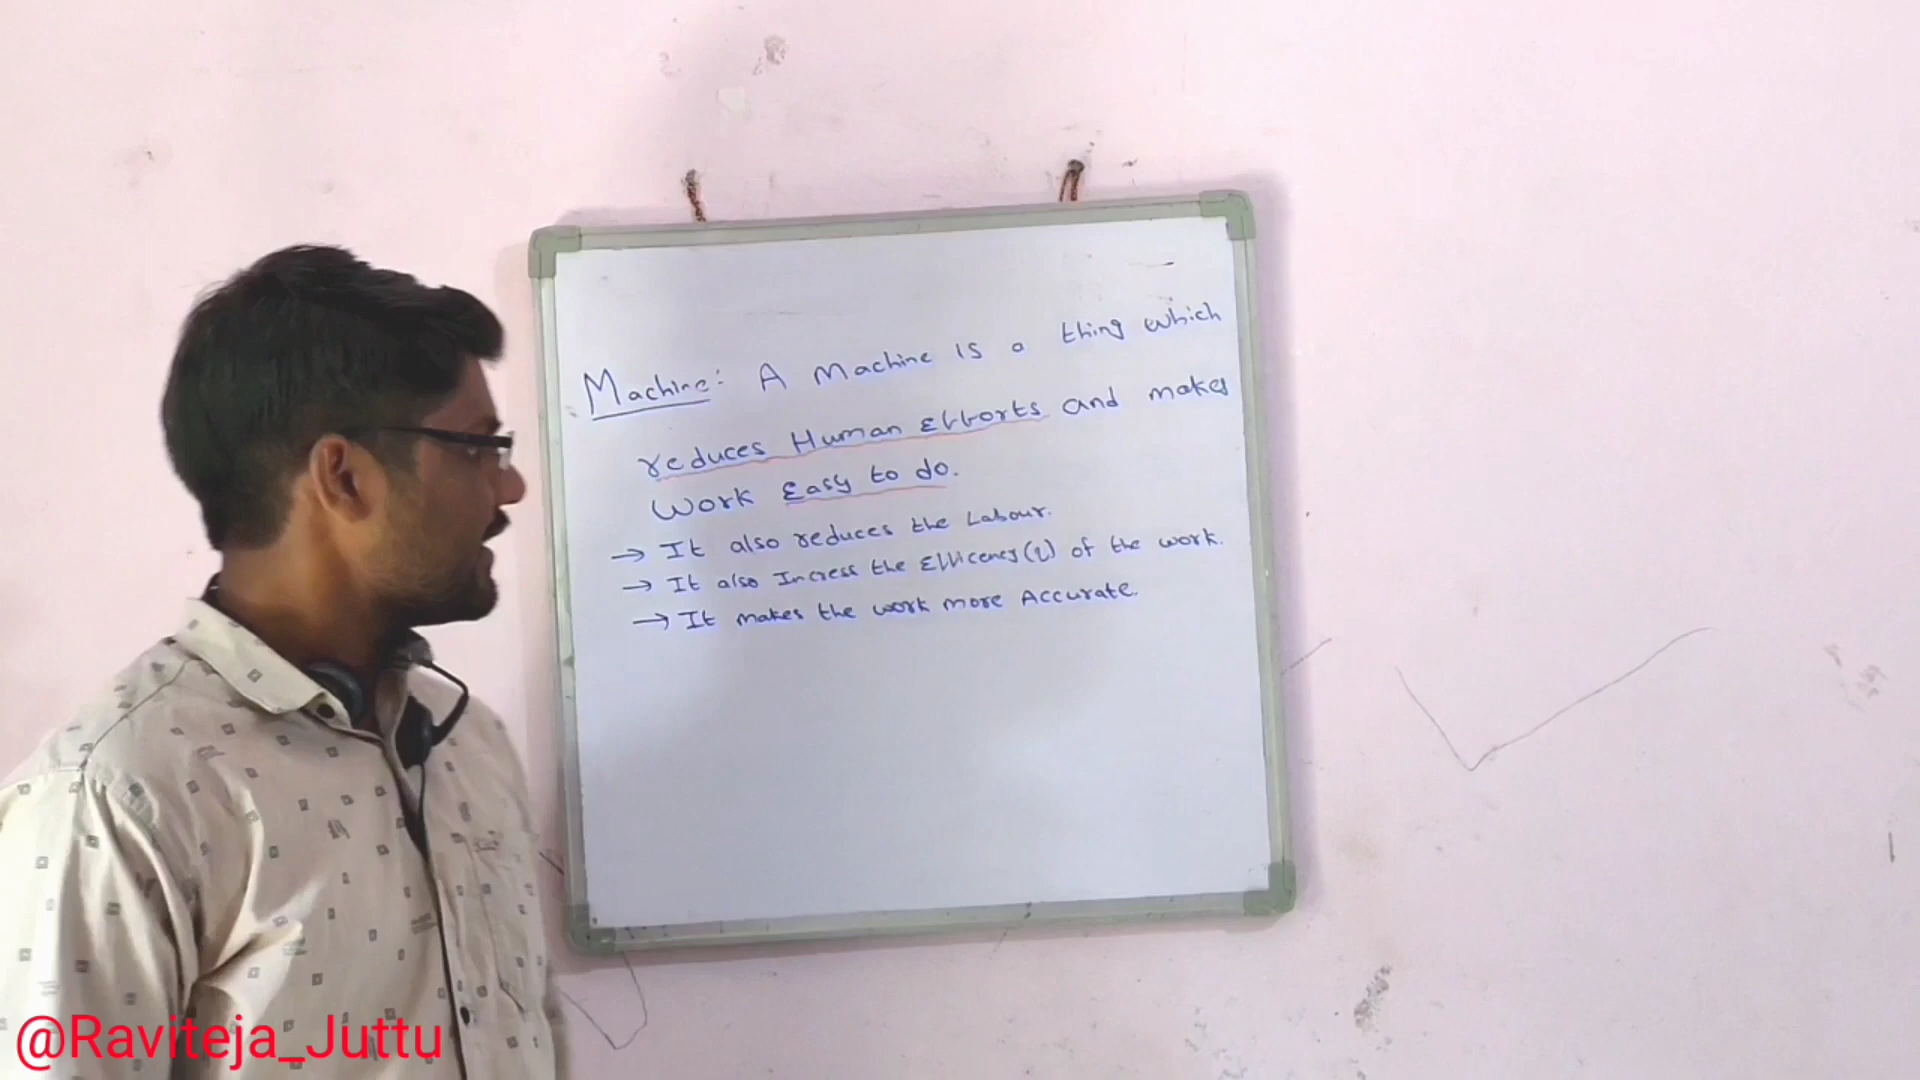 Machine: A Machine is a thing which
reduces Human Efforts and makes
Work Easy to do.
→ It also reduces the Labour.
→ It also Incress the Efficency(η) of the work.
→ It makes the work more Accurate.
@Raviteja_Juttu